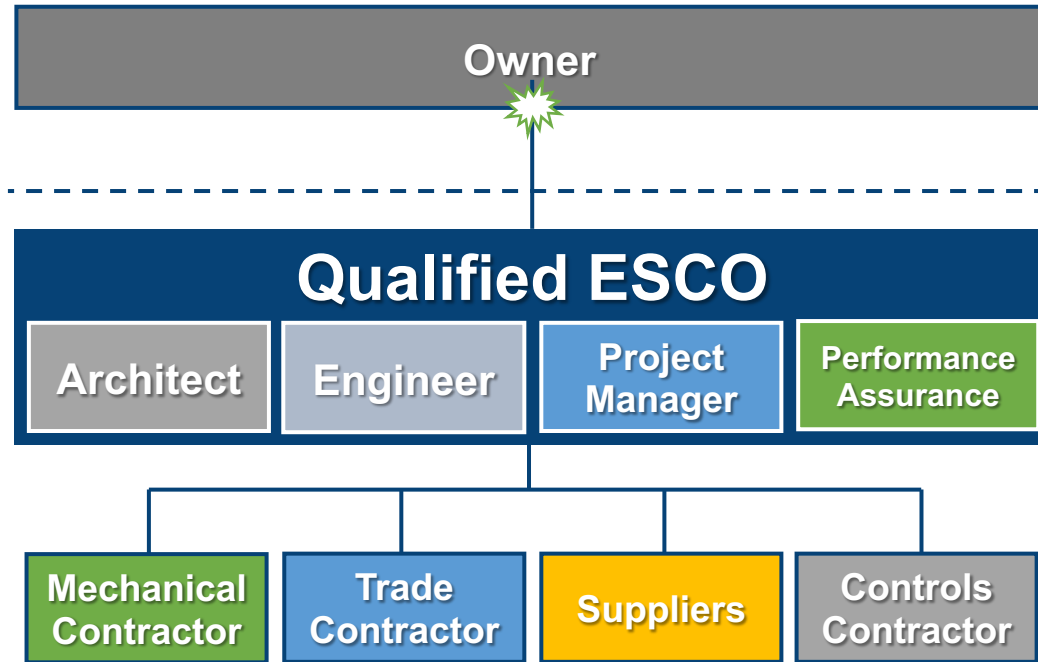 Owner
Qualified ESCO
Architect
Engineer
Project
Manager
Performance
Assurance
Mechanical
Contractor
Trade
Contractor
Suppliers
Controls
Contractor